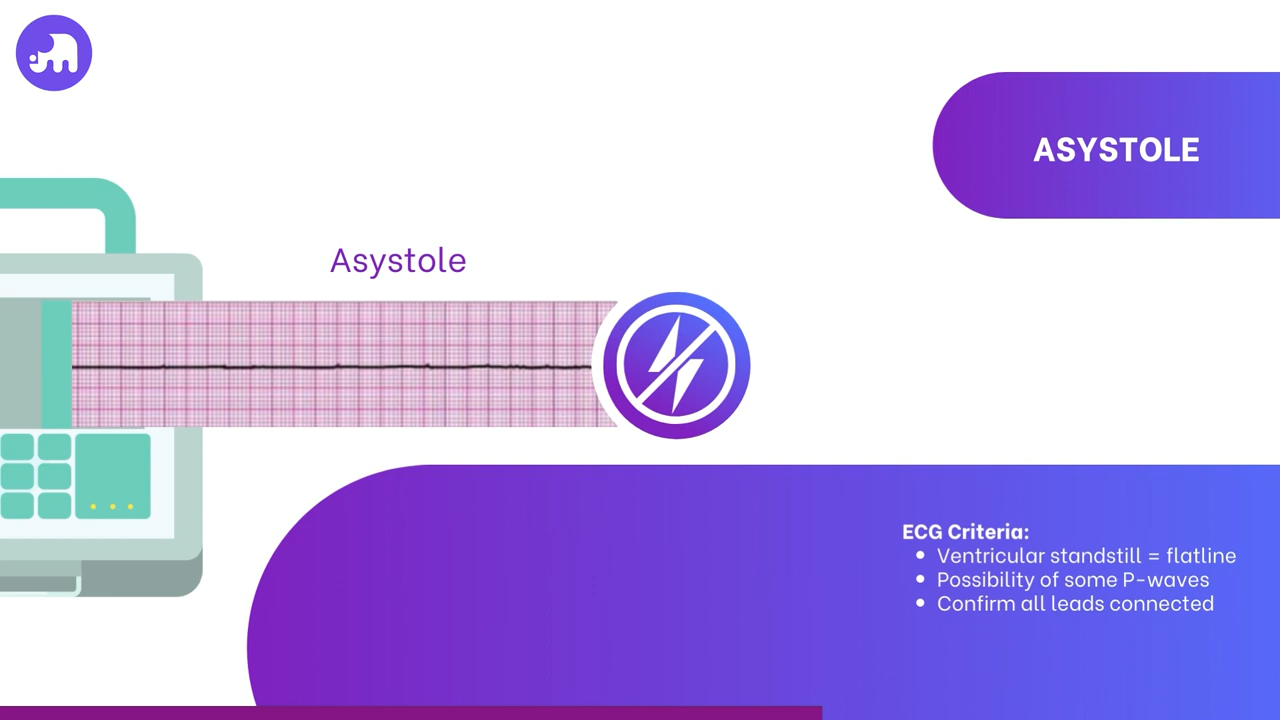 ASYSTOLE
Asystole
ECG Criteria:
• Ventricular standstill = flatline
• Possibility of some P-waves
• Confirm all leads connected